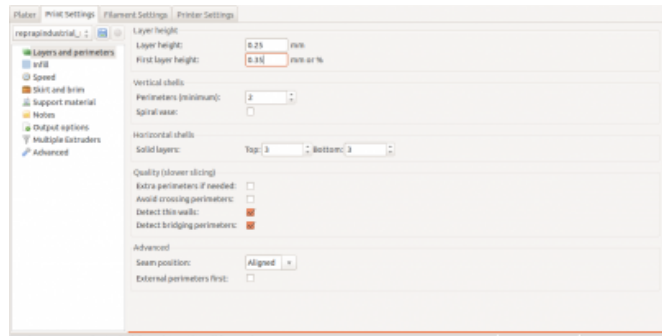 Plater Print Settings Filament Settings Printer Settings
reprapindustrial_
Layers and perimeters
Infill
Speed
Skirt and brim
Support material
Notes
Output options
Multiple Extruders
Advanced
Layer height
Layer height: 0.25 mm
First layer height: 0.35 mm or %
Vertical shells
Perimeters (minimum): 2
Spiral vase:
Horizontal shells
Solid layers: Top: 3 Bottom: 3
Quality (slower slicing)
Extra perimeters if needed:
Avoid crossing perimeters:
Detect thin walls:
Detect bridging perimeters:
Advanced
Seam position: Aligned
External perimeters first: